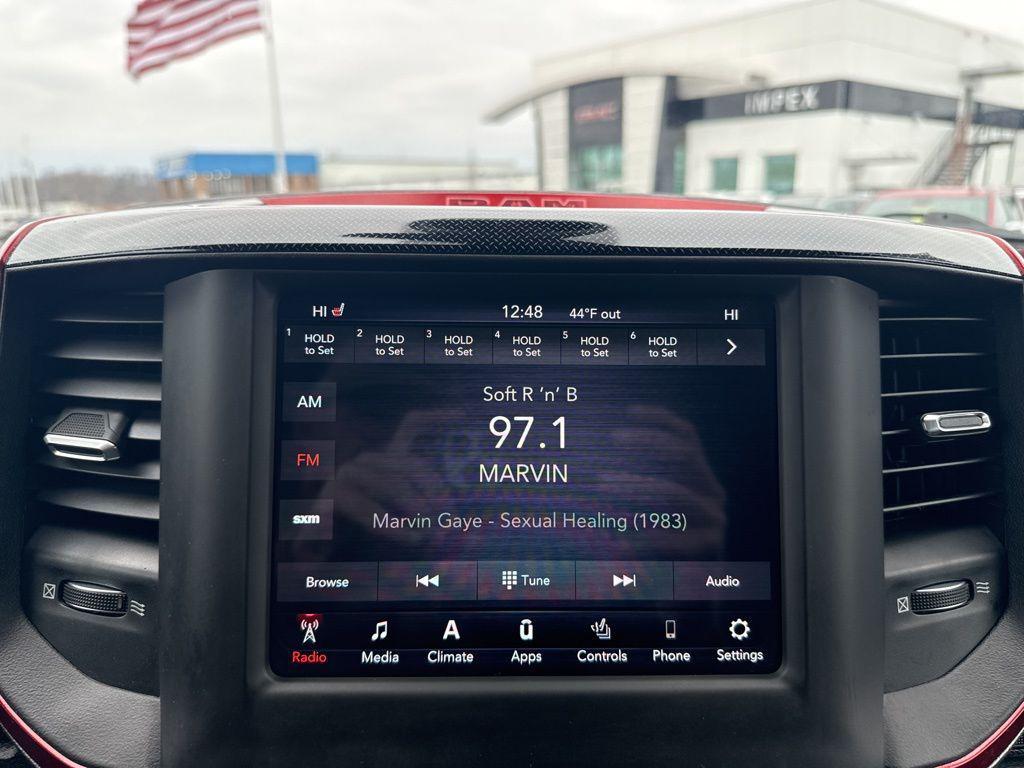 IMPEX
RAM
HI 12:48 44°F out HI
1 HOLD to Set 2 HOLD to Set 3 HOLD to Set 4 HOLD to Set 5 HOLD to Set 6 HOLD to Set
AM
FM
sxm
Soft R 'n' B
97.1
MARVIN
Marvin Gaye - Sexual Healing (1983)
Browse Tune Audio
A û
Radio Media Climate Apps Controls Phone Settings